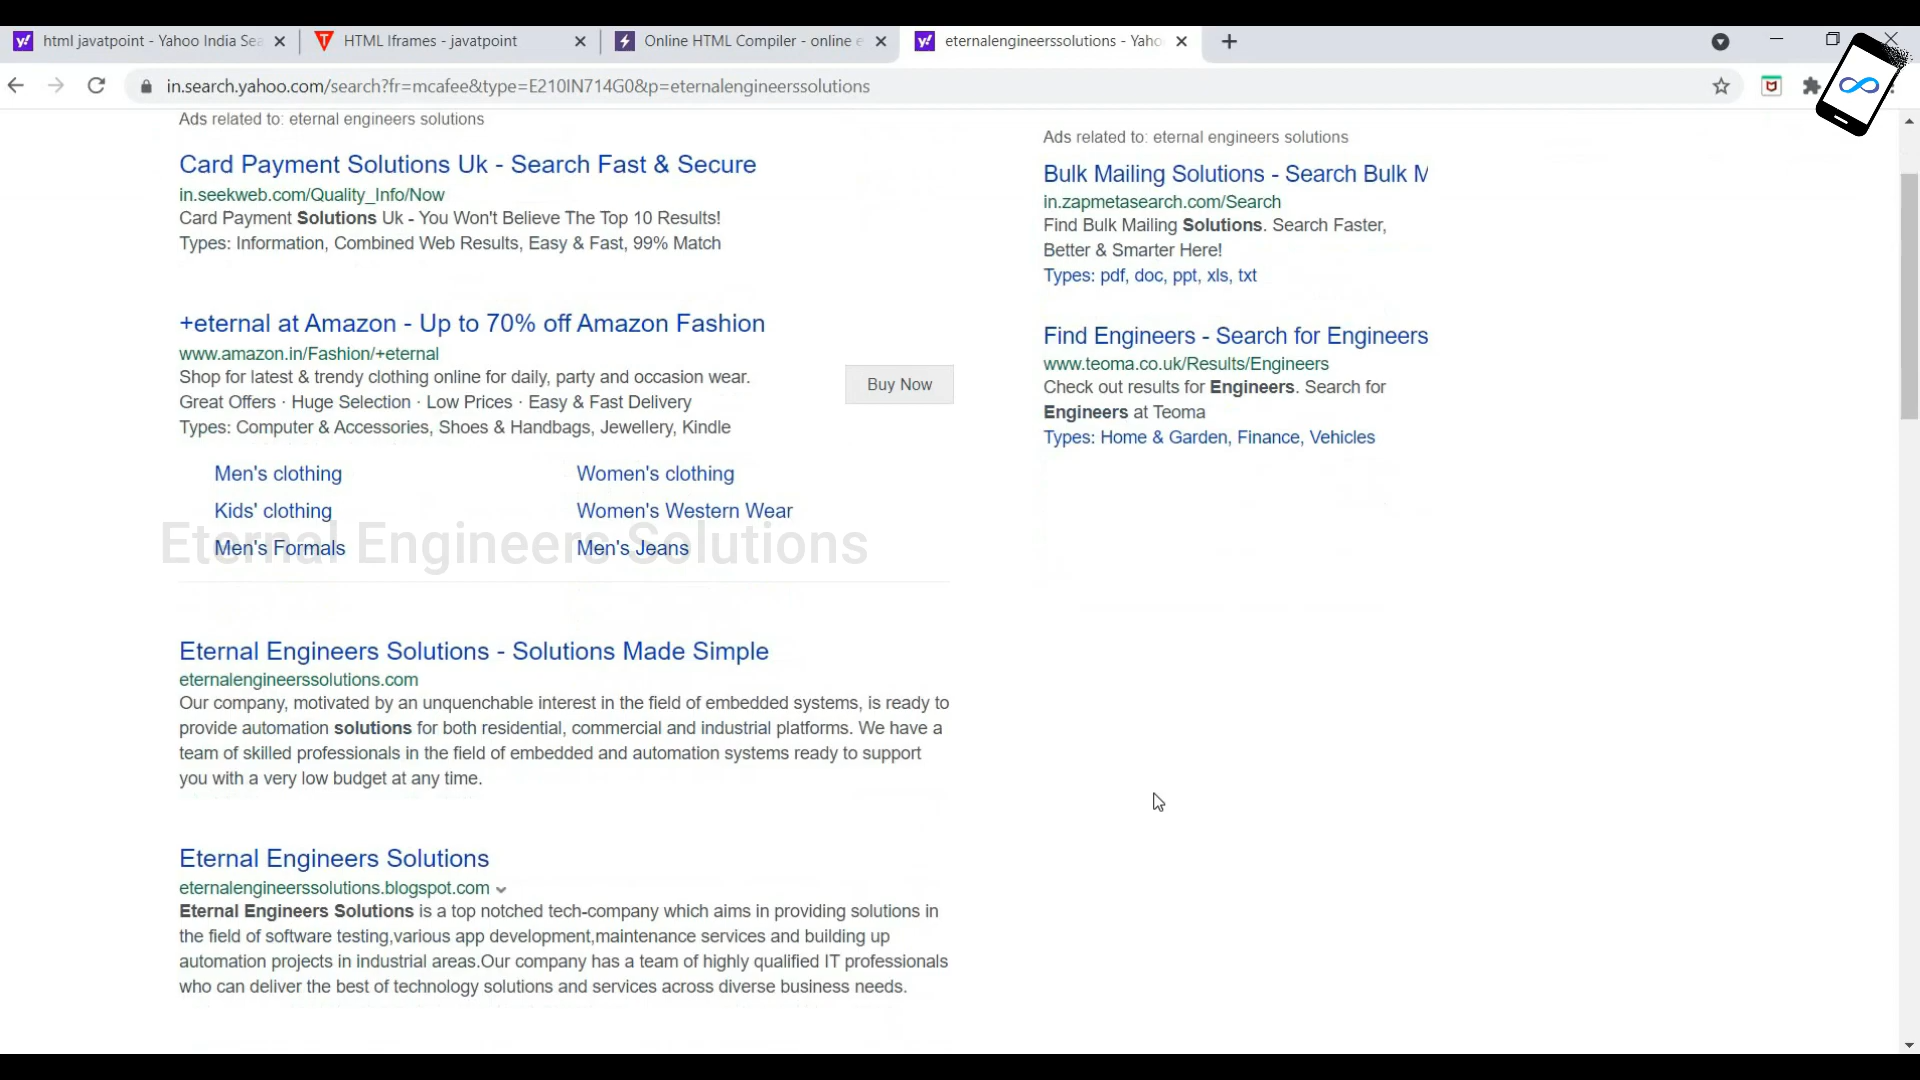 html javatpoint - Yahoo India Sea
HTML Iframes - javatpoint
Online HTML Compiler - online e
eternalengineerssolutions - Yaho
in.search.yahoo.com/search?fr=mcafee&type=E210IN714G0&p=eternalengineerssolutions
Ads related to: eternal engineers solutions
Card Payment Solutions Uk - Search Fast & Secure
in.seekweb.com/Quality_Info/Now
Card Payment Solutions Uk - You Won't Believe The Top 10 Results!
Types: Information, Combined Web Results, Easy & Fast, 99% Match
+eternal at Amazon - Up to 70% off Amazon Fashion
www.amazon.in/Fashion/+eternal
Shop for latest & trendy clothing online for daily, party and occasion wear.
Great Offers · Huge Selection · Low Prices · Easy & Fast Delivery
Types: Computer & Accessories, Shoes & Handbags, Jewellery, Kindle
Buy Now
Men's clothing
Women's clothing
Kids' clothing
Women's Western Wear
Men's Formals
Men's Jeans
Eternal Engineers Solutions
Eternal Engineers Solutions - Solutions Made Simple
eternalengineerssolutions.com
Our company, motivated by an unquenchable interest in the field of embedded systems, is ready to
provide automation solutions for both residential, commercial and industrial platforms. We have a
team of skilled professionals in the field of embedded and automation systems ready to support
you with a very low budget at any time.
Eternal Engineers Solutions
eternalengineerssolutions.blogspot.com
Eternal Engineers Solutions is a top notched tech-company which aims in providing solutions in
the field of software testing,various app development,maintenance services and building up
automation projects in industrial areas.Our company has a team of highly qualified IT professionals
who can deliver the best of technology solutions and services across diverse business needs.
Ads related to: eternal engineers solutions
Bulk Mailing Solutions - Search Bulk M
in.zapmetasearch.com/Search
Find Bulk Mailing Solutions. Search Faster,
Better & Smarter Here!
Types: pdf, doc, ppt, xls, txt
Find Engineers - Search for Engineers
www.teoma.co.uk/Results/Engineers
Check out results for Engineers. Search for
Engineers at Teoma
Types: Home & Garden, Finance, Vehicles